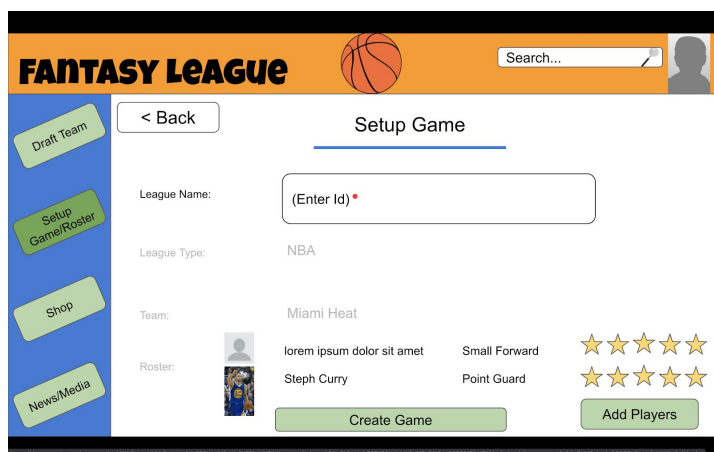 FANTASY LEAGUE
Search...
Draft Team
Setup
Game/Roster
Shop
News/Media
< Back
Setup Game
League Name:
(Enter Id)
League Type:
NBA
Team:
Miami Heat
Roster:
lorem ipsum dolor sit amet
Small Forward
Steph Curry
Point Guard
Create Game
Add Players